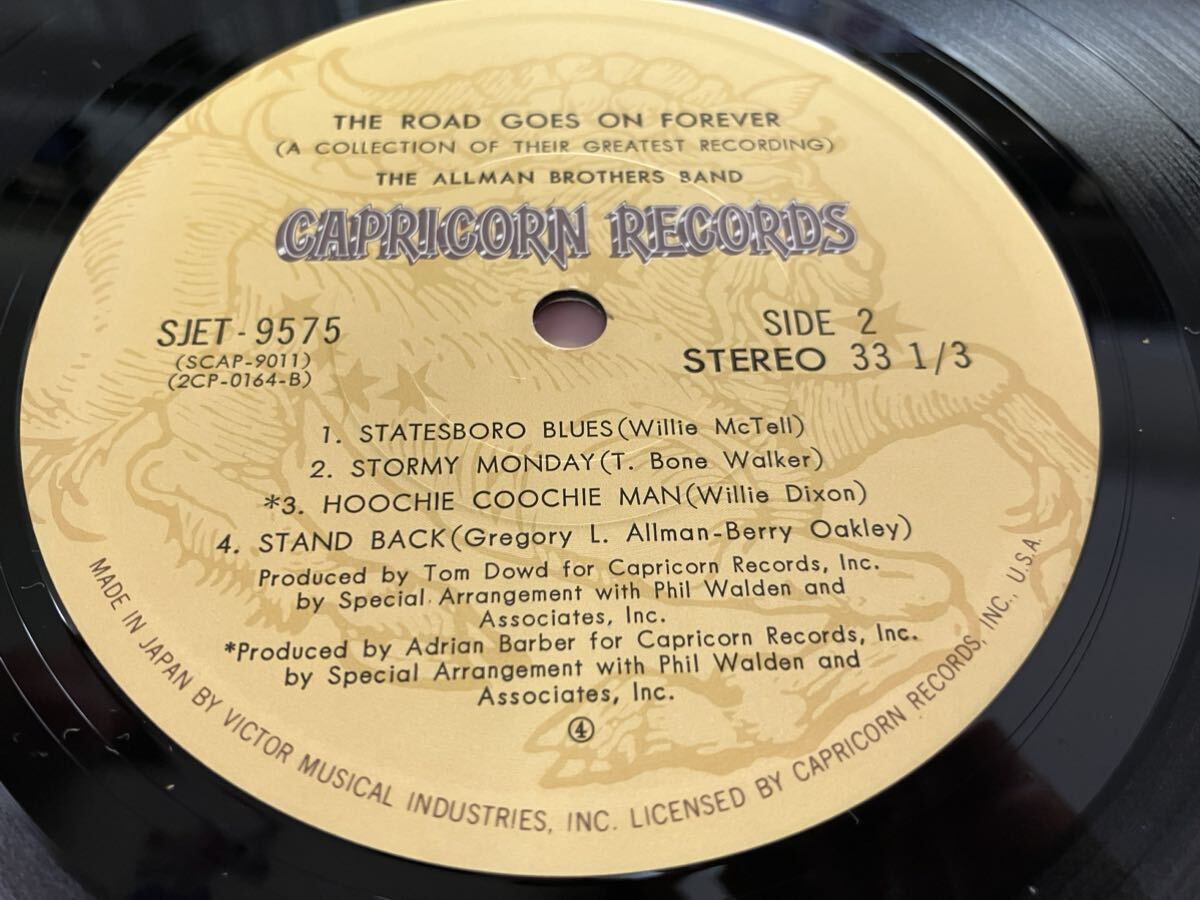 THE ROAD GOES ON FOREVER
(A COLLECTION OF THEIR GREATEST RECORDING)
THE ALLMAN BROTHERS BAND
CAPRICORN RECORDS
SJET-9575
(SCAP-9011)
(2CP-0164-B)
SIDE 2
STEREO 33 1/3
1. STATESBORO BLUES(Willie McTell)
2. STORMY MONDAY(T. Bone Walker)
*3. HOOCHIE COOCHIE MAN(Willie Dixon)
4. STAND BACK(Gregory L. Allman-Berry Oakley)
Produced by Tom Dowd for Capricorn Records, Inc.
by Special Arrangement with Phil Walden and
Associates, Inc.
*Produced by Adrian Barber for Capricorn Records, Inc.
by Special Arrangement with Phil Walden and
Associates, Inc.
④
MADE IN JAPAN BY VICTOR MUSICAL INDUSTRIES, INC. LICENSED BY CAPRICORN RECORDS, INC., U.S.A.